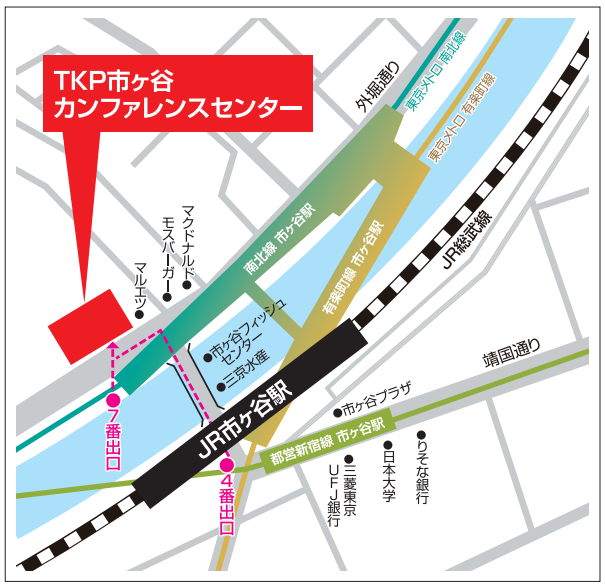 TKP市ヶ谷
カンファレンスセンター
外堀通り
東京メトロ 南北線
東京メトロ 有楽町線
マクドナルド
モスバーガー
マルエツ
南北線 市ヶ谷駅
有楽町線 市ヶ谷駅
JR総武線
市ヶ谷フィッシュ
センター
三京水産
靖国通り
JR市ヶ谷駅
市ヶ谷プラザ
都営新宿線 市ヶ谷駅
7番出口
4番出口
三菱東京
UFJ銀行
日本大学
りそな銀行